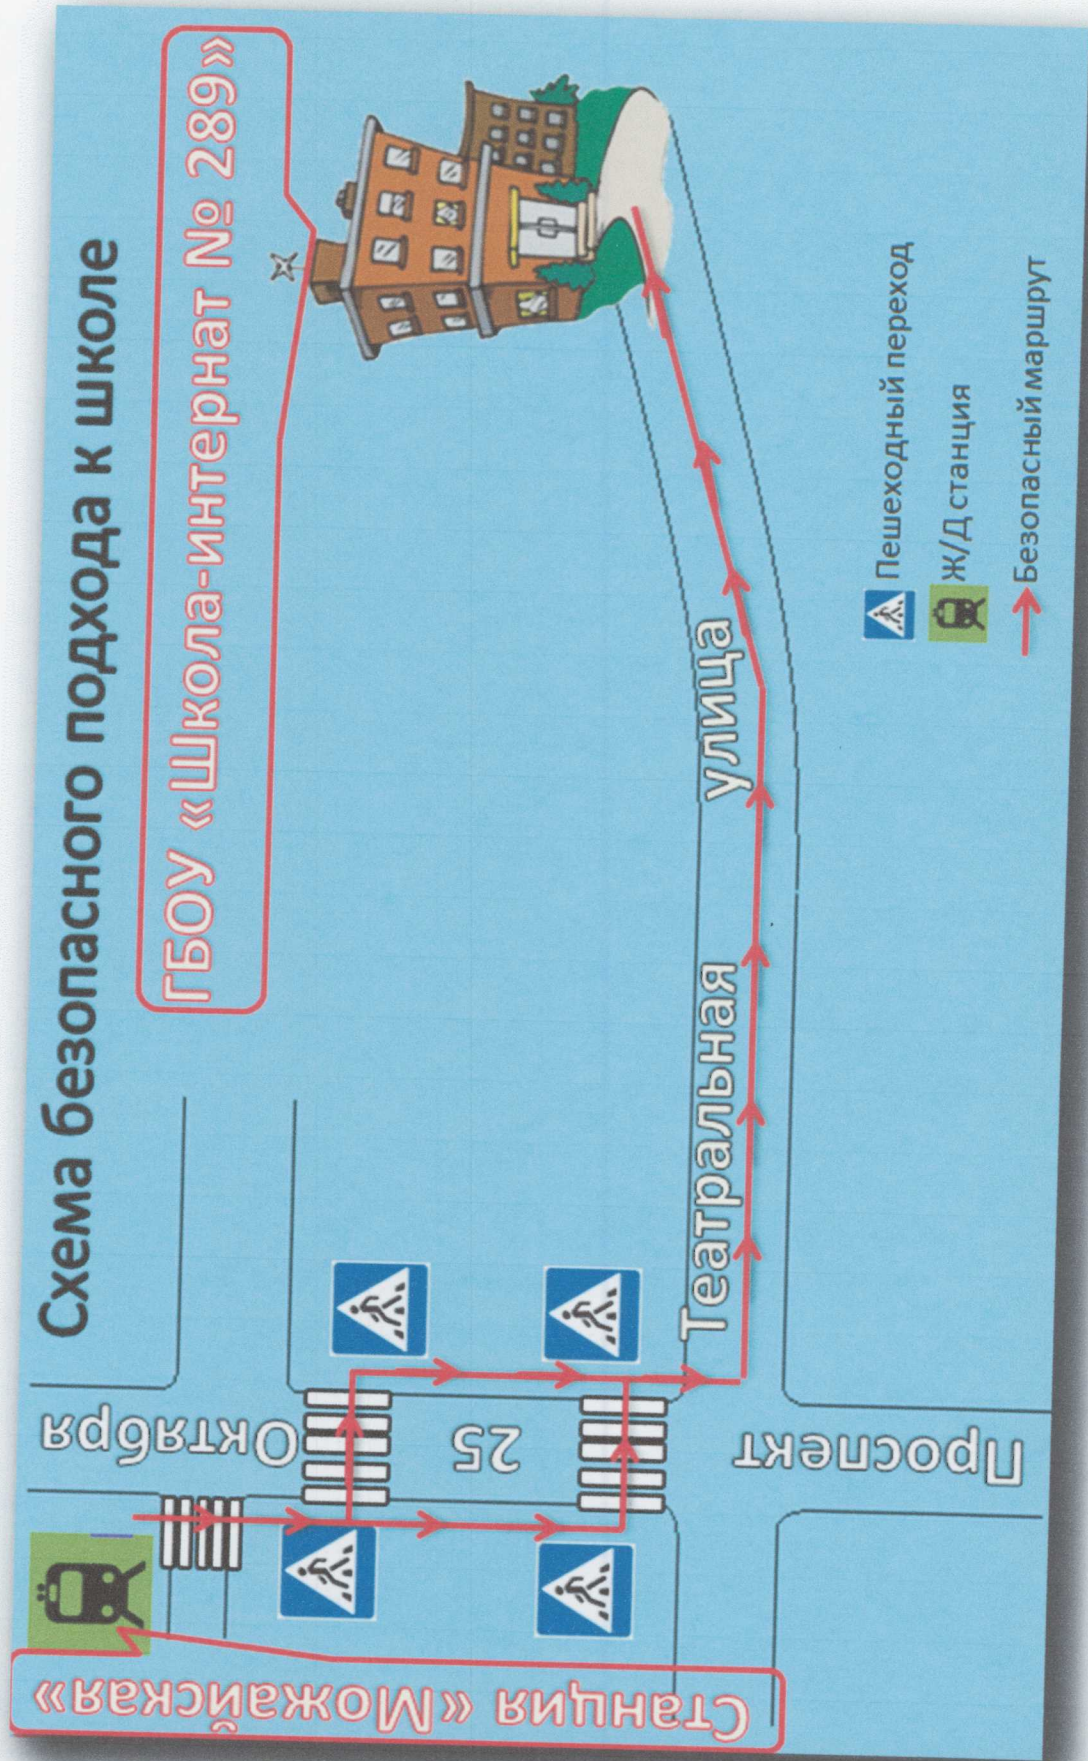 Схема безопасного подхода к школе
ГБОУ «Школа-интернат № 289»
Станция «Можайская»
Проспект 25 Октября
Театральная улица
Пешеходный переход
Ж/Д станция
Безопасный маршрут